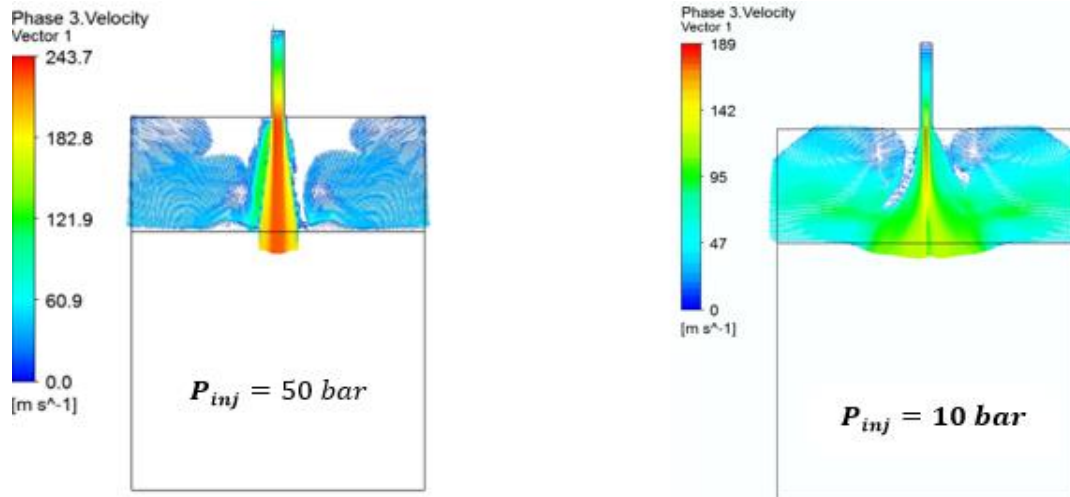 Phase 3.Velocity
Vector 1
243.7
182.8
121.9
60.9
0.0
[m s^-1]
P_inj = 50 bar
Phase 3.Velocity
Vector 1
189
142
95
47
0
[m s^-1]
P_inj = 10 bar